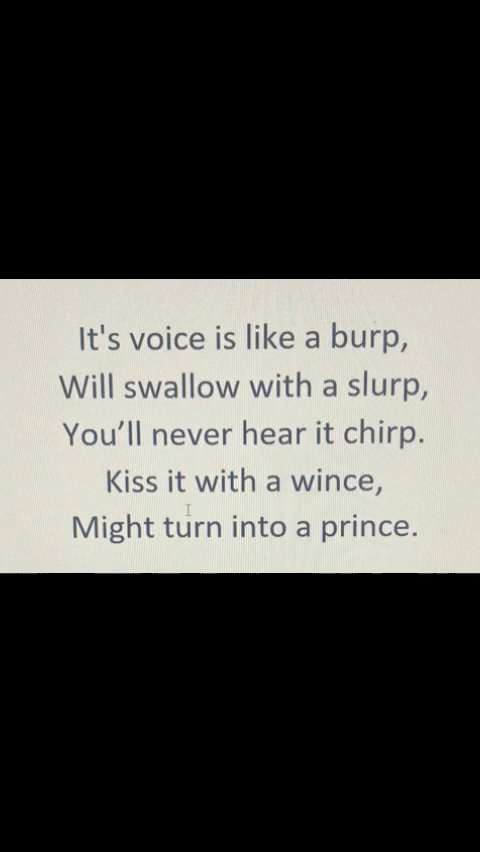 It's voice is like a burp,
Will swallow with a slurp,
You’ll never hear it chirp.
Kiss it with a wince,
Might turn into a prince.